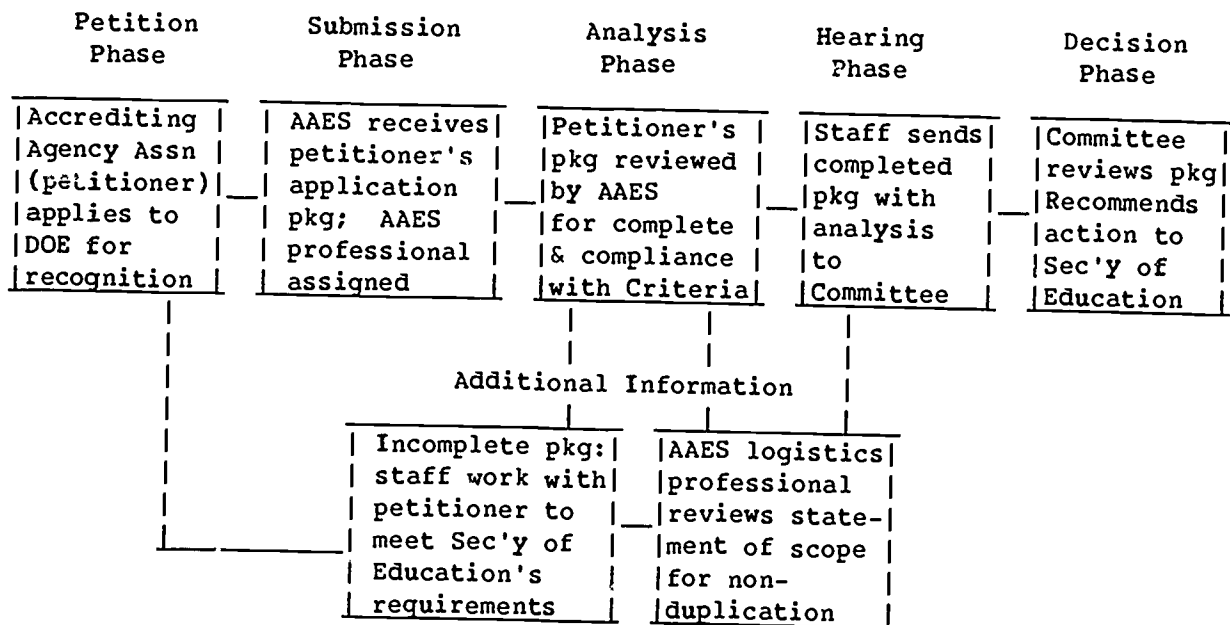 Petition
Phase
Submission
Phase
Analysis
Phase
Hearing
Phase
Decision
Phase
Accrediting
Agency Assn
(petitioner)
applies to
DOE for
recognition
AAES receives
petitioner's
application
pkg; AAES
professional
assigned
Petitioner's
pkg reviewed
by AAES
for complete
& compliance
with Criteria
Staff sends
completed
pkg with
analysis
to
Committee
Committee
reviews pkg
Recommends
action to
Sec'y of
Education
Additional Information
Incomplete pkg:
staff work with
petitioner to
meet Sec'y of
Education's
requirements
AAES logistics
professional
reviews state-
ment of scope
for non-
duplication